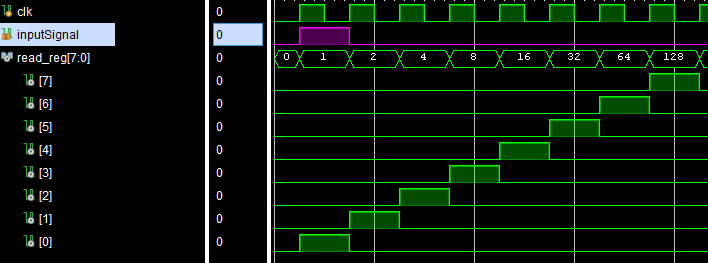 clk 0
inputSignal 0
read_reg[7:0] 0 0 1 2 4 8 16 32 64 128
[7] 0
[6] 0
[5] 0
[4] 0
[3] 0
[2] 0
[1] 0
[0] 0